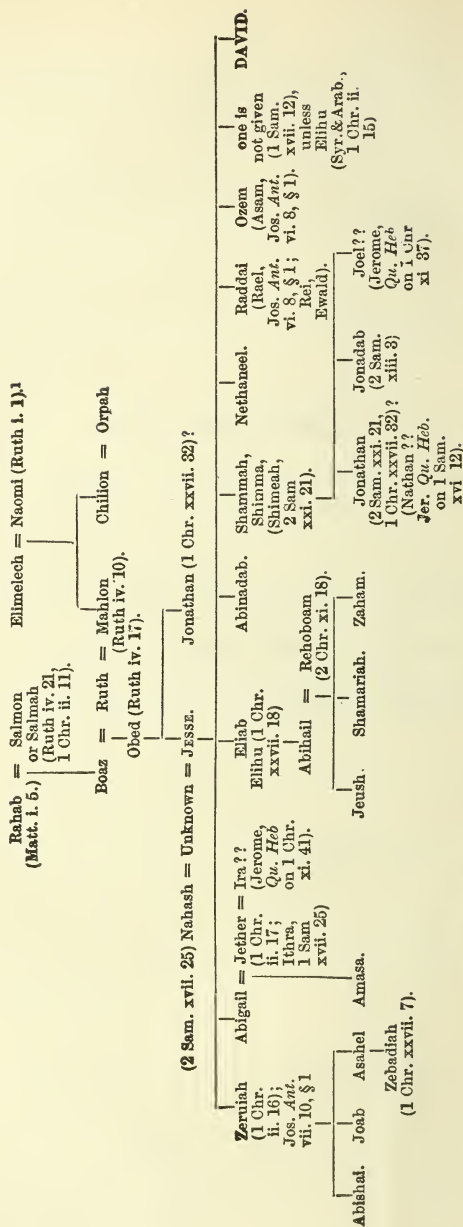 Rahab = Salmon
(Matt. i. 5.)
or Salmah
(Ruth iv. 21,
1 Chr. ii. 11).
Elimelech = Naomi (Ruth i. 1).¹
Boaz = Ruth = Mahlon
(Ruth iv. 10).
Chilion = Orpah
Obed (Ruth iv. 17).
(2 Sam. xvii. 25) Nahash = Unknown = JESSE.
Jonathan (1 Chr. xxvii. 32)?
Zeruiah
(1 Chr.
ii. 16);
Jos. Ant.
vii. 10, § 1
Abigail = Jether = Ira??
(1 Chr.
ii. 17;
Ithra,
1 Sam
xvii. 25)
(Jerome,
Qu. Heb
on 1 Chr.
xi. 41).
Eliab
Elihu (1 Chr.
xxvii. 18)
Abinadab.
Shammah,
Shimma,
(Shimeah,
2 Sam
xxi. 21).
Nethaneel.
Raddai
(Rael,
Jos. Ant.
vi. 8, § 1;
Rei,
Ewald).
Ozem
(Asam,
Jos. Ant.
vi. 8, § 1).
one is
not given
(1 Sam.
xvii. 12),
unless
Elihu
(Syr. & Arab.,
1 Chr. ii.
15)
DAVID.
Abishai. Joab Asahel
Amasa.
Zebadiah
(1 Chr. xxvii. 7).
Abihail = Rehoboam
(2 Chr. xi. 18).
Jeush. Shamariah. Zaham.
Jonathan
(2 Sam. xxi. 21,
1 Chr. xxvii. 32)?
(Nathan??
Jer. Qu. Heb.
on 1 Sam.
xvi 12).
Jonadab
(2 Sam.
xiii. 3)
Joel??
(Jerome,
Qu. Heb
on 1 Chr
xi 37).